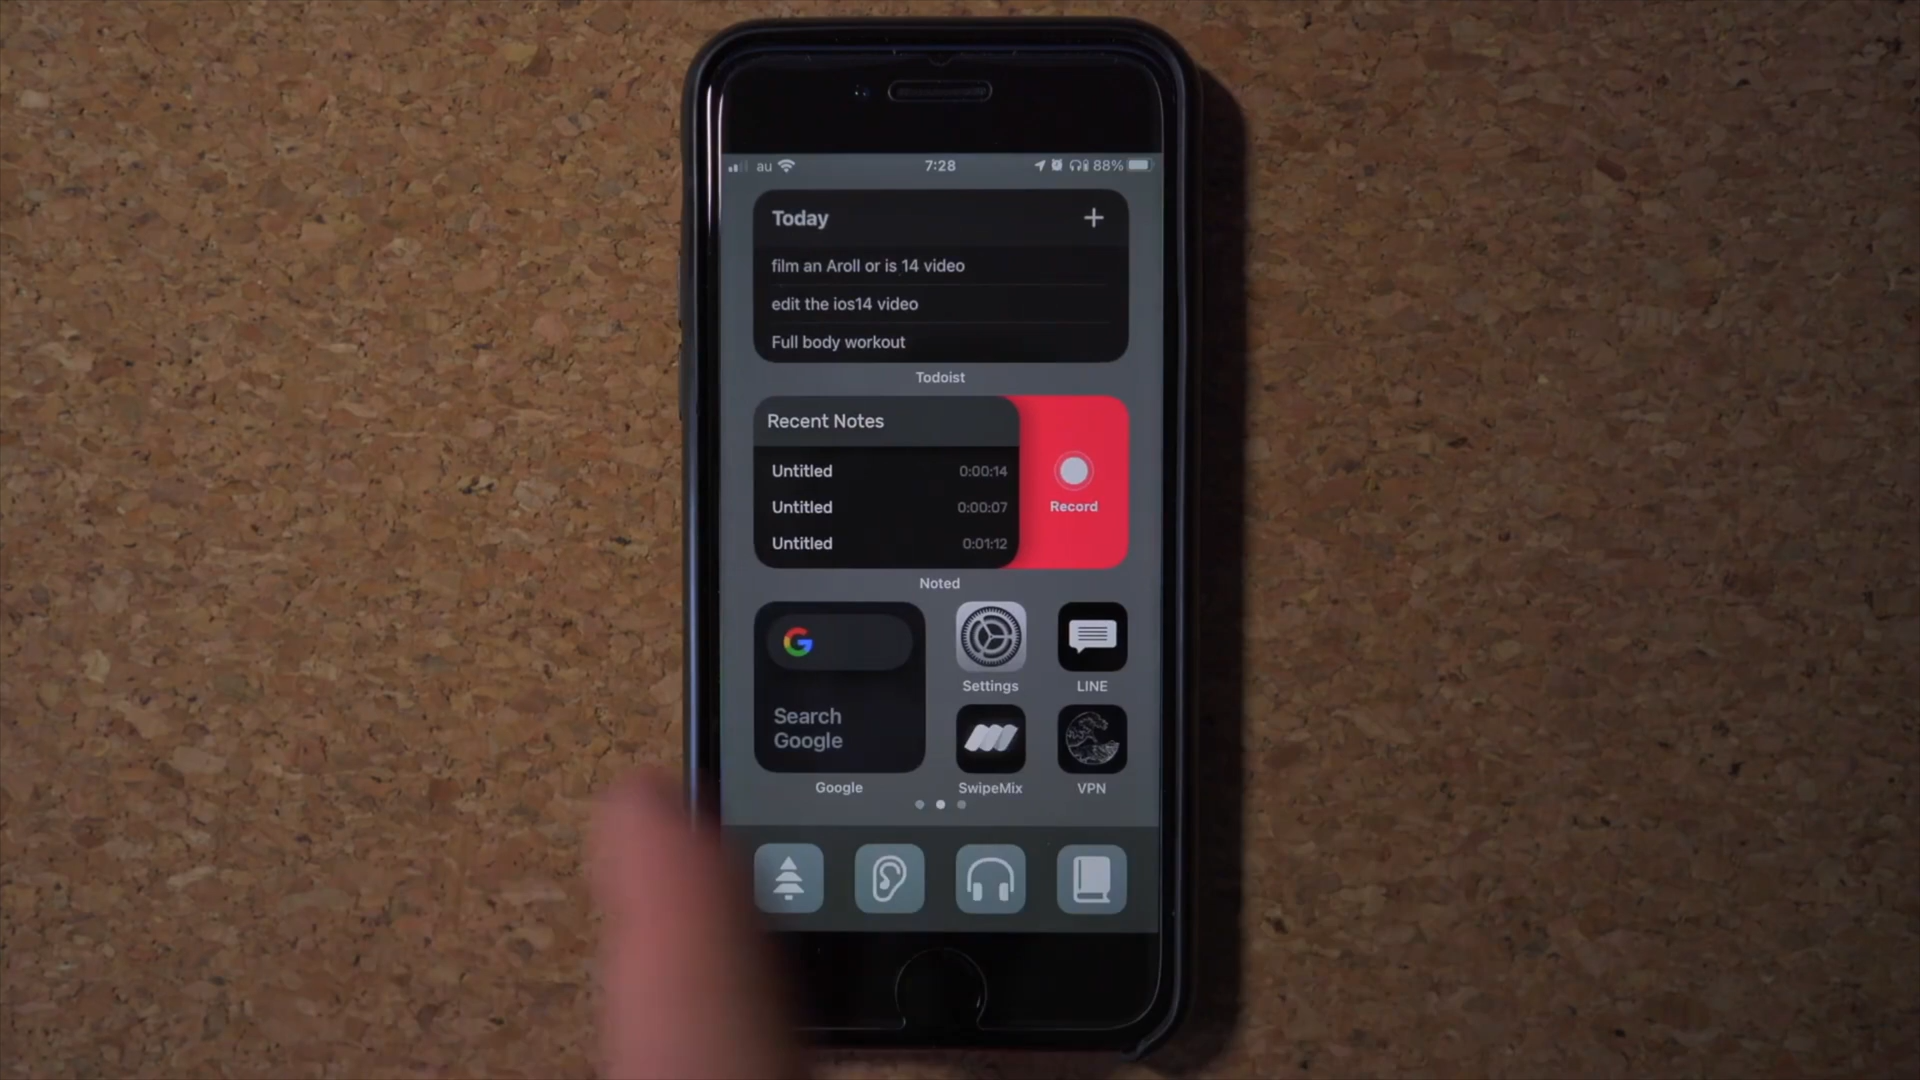 au 7:28 88%
Today +
film an Aroll or is 14 video
edit the ios14 video
Full body workout
Todoist
Recent Notes
Untitled 0:00:14
Untitled 0:00:07
Untitled 0:01:12
Record
Noted
G
Search
Google
Google
Settings
LINE
SwipeMix
VPN